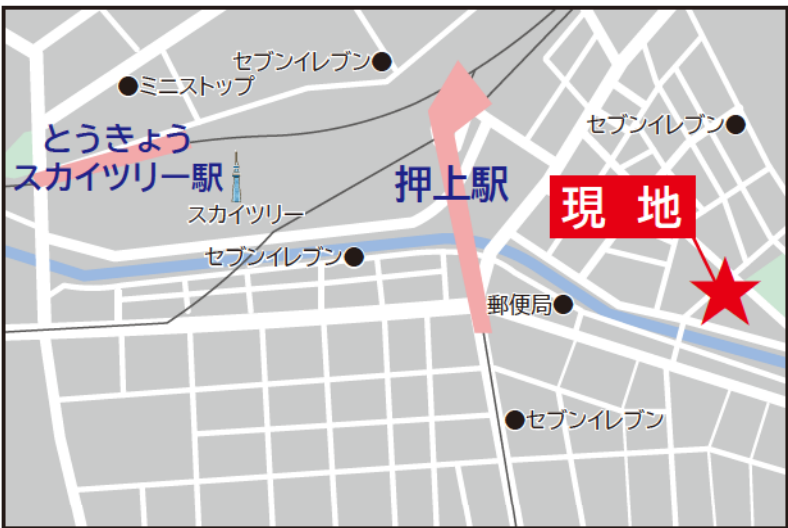 セブンイレブン
ミニストップ
とうきょう
スカイツリー駅
スカイツリー
セブンイレブン
押上駅
セブンイレブン
現 地
郵便局
セブンイレブン